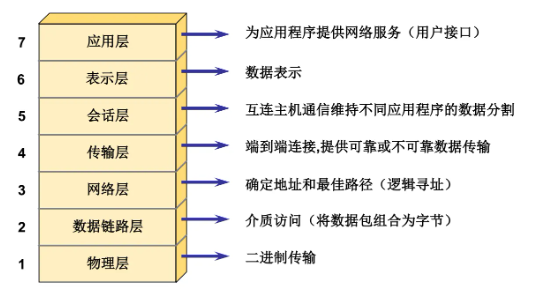 7 应用层 为应用程序提供网络服务（用户接口）
6 表示层 数据表示
5 会话层 互连主机通信维持不同应用程序的数据分割
4 传输层 端到端连接,提供可靠或不可靠数据传输
3 网络层 确定地址和最佳路径（逻辑寻址）
2 数据链路层 介质访问（将数据包组合为字节）
1 物理层 二进制传输